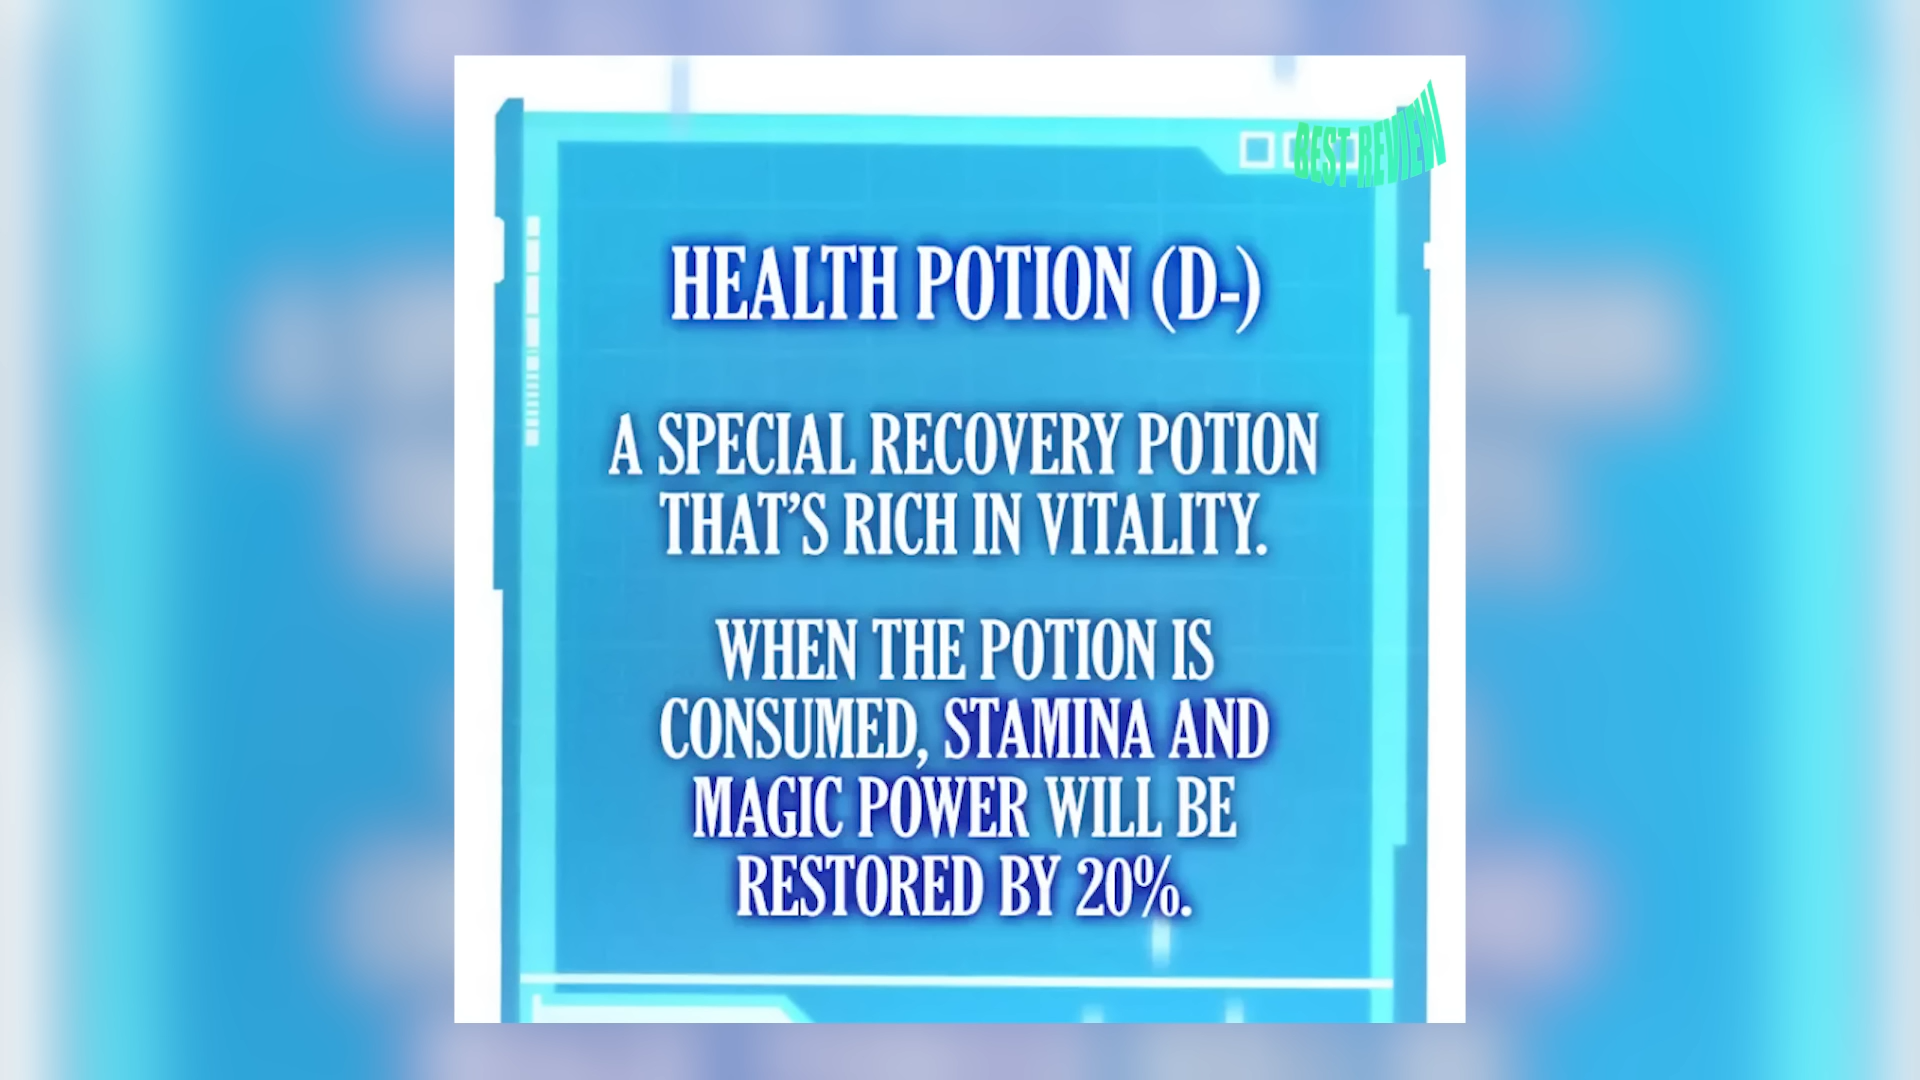 BEST REVIEW
HEALTH POTION (D-)
A SPECIAL RECOVERY POTION
THAT'S RICH IN VITALITY.
WHEN THE POTION IS
CONSUMED, STAMINA AND
MAGIC POWER WILL BE
RESTORED BY 20%.